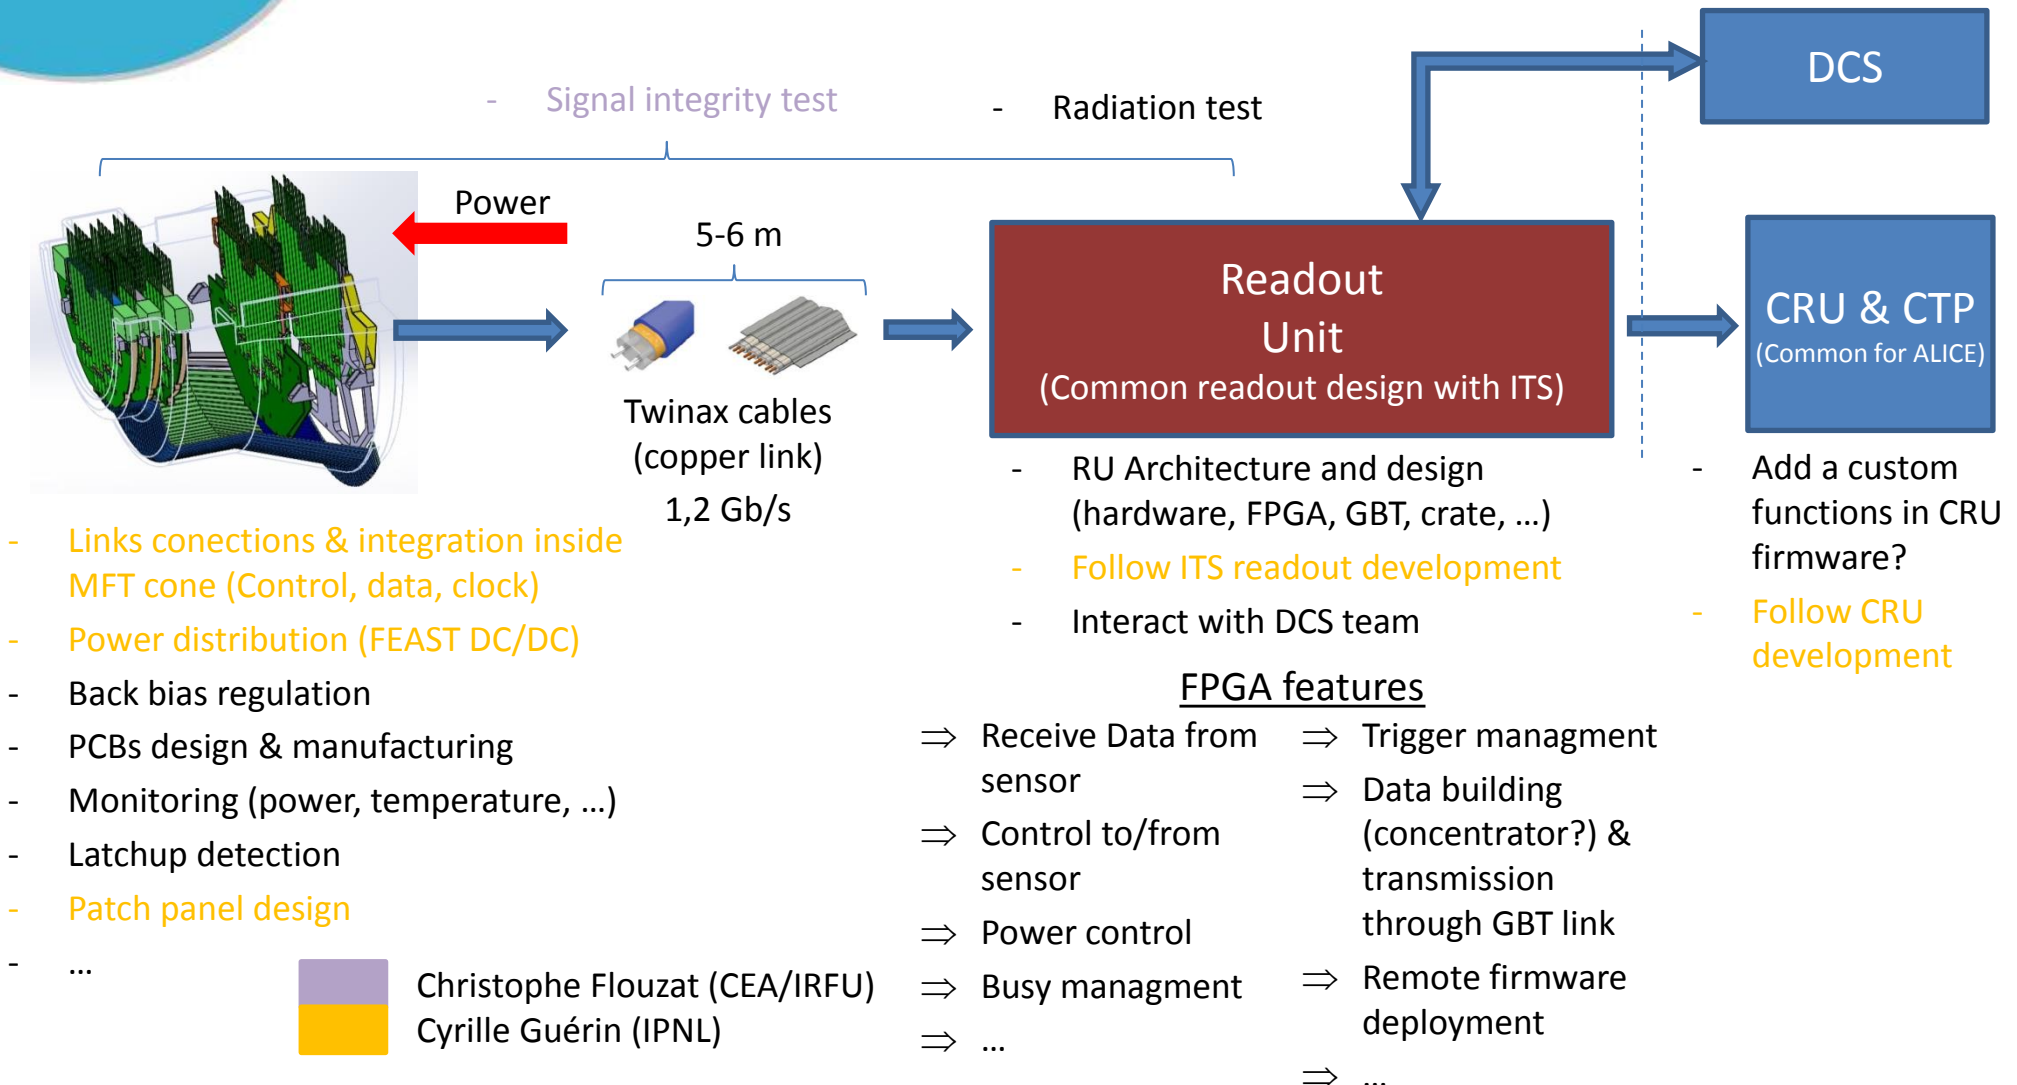 DCS
- Signal integrity test
- Radiation test
Power
5-6 m
Readout
Unit
(Common readout design with ITS)
CRU & CTP
(Common for ALICE)
Twinax cables
(copper link)
1,2 Gb/s
- Links conections & integration inside
MFT cone (Control, data, clock)
- Power distribution (FEAST DC/DC)
- Back bias regulation
- PCBs design & manufacturing
- Monitoring (power, temperature, ...)
- Latchup detection
- Patch panel design
- ...
- RU Architecture and design
(hardware, FPGA, GBT, crate, ...)
- Follow ITS readout development
- Interact with DCS team
- Add a custom
functions in CRU
firmware?
- Follow CRU
development
FPGA features
⇒ Receive Data from
sensor
⇒ Control to/from
sensor
⇒ Power control
⇒ Busy managment
⇒ ...
⇒ Trigger managment
⇒ Data building
(concentrator?) &
transmission
through GBT link
⇒ Remote firmware
deployment
⇒ ...
Christophe Flouzat (CEA/IRFU)
Cyrille Guérin (IPNL)